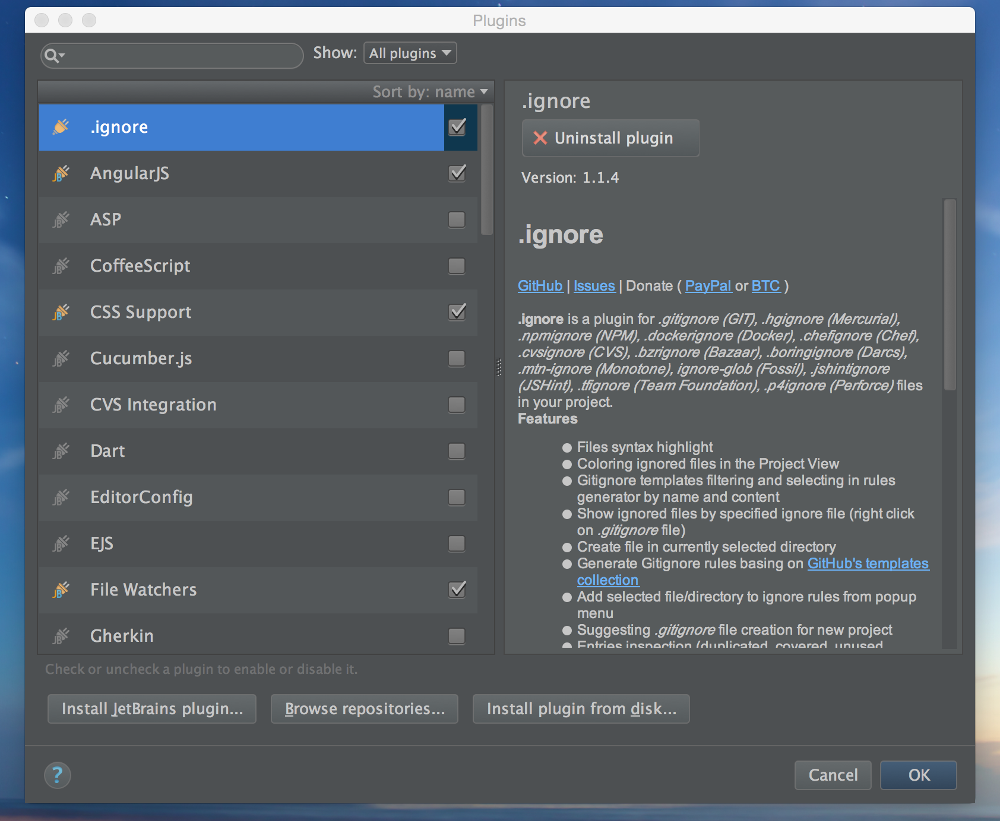 Plugins
Show: All plugins
Sort by: name
.ignore
AngularJS
ASP
CoffeeScript
CSS Support
Cucumber.js
CVS Integration
Dart
EditorConfig
EJS
File Watchers
Gherkin
Check or uncheck a plugin to enable or disable it.
.ignore
Uninstall plugin
Version: 1.1.4
.ignore
GitHub | Issues | Donate ( PayPal or BTC )
.ignore is a plugin for .gitignore (GIT), .hgignore (Mercurial),
.npmignore (NPM), .dockerignore (Docker), .chefignore (Chef),
.cvsignore (CVS), .bzrignore (Bazaar), .boringignore (Darcs),
.mtn-ignore (Monotone), ignore-glob (Fossil), .jshintignore
(JSHint), .tfignore (Team Foundation), .p4ignore (Perforce) files
in your project.
Features
● Files syntax highlight
● Coloring ignored files in the Project View
● Gitignore templates filtering and selecting in rules
generator by name and content
● Show ignored files by specified ignore file (right click
on .gitignore file)
● Create file in currently selected directory
● Generate Gitignore rules basing on GitHub's templates
collection
● Add selected file/directory to ignore rules from popup
menu
● Suggesting .gitignore file creation for new project
● Entries inspection (duplicated, covered, unused
Install JetBrains plugin...
Browse repositories...
Install plugin from disk...
?
Cancel
OK